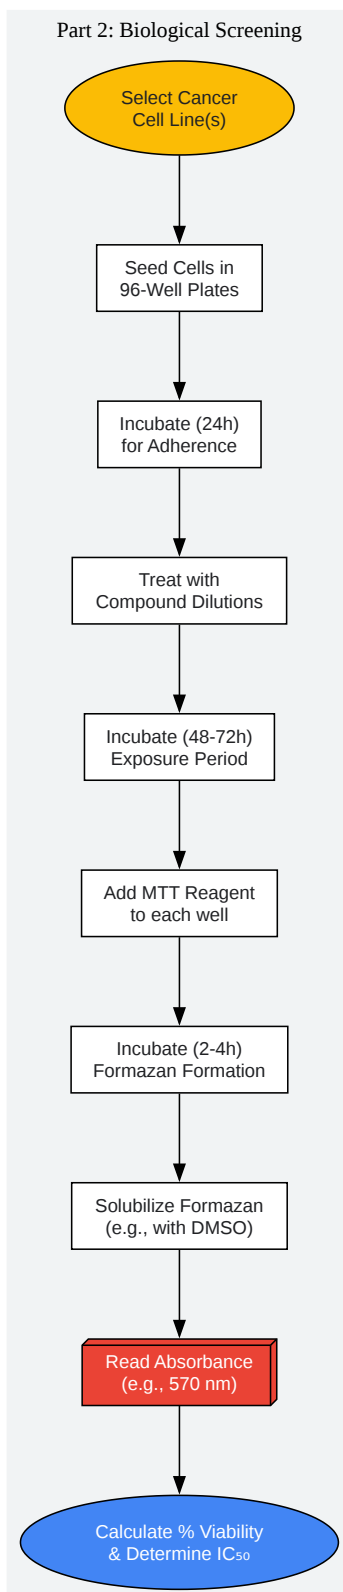 Part 2: Biological Screening
Select Cancer
Cell Line(s)
Seed Cells in
96-Well Plates
Incubate (24h)
for Adherence
Treat with
Compound Dilutions
Incubate (48-72h)
Exposure Period
Add MTT Reagent
to each well
Incubate (2-4h)
Formazan Formation
Solubilize Formazan
(e.g., with DMSO)
Read Absorbance
(e.g., 570 nm)
Calculate % Viability
& Determine IC₅₀